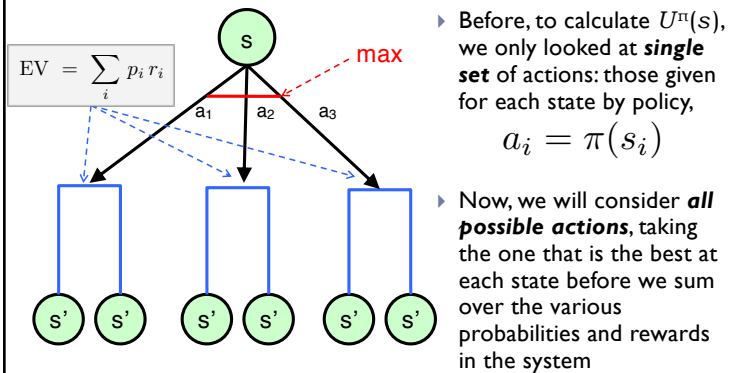 s
EV = ∑ᵢ pᵢ rᵢ
max
a₁ a₂ a₃
s' s' s' s' s' s'
Before, to calculate Uᴨ(s),
we only looked at single
set of actions: those given
for each state by policy,
aᵢ = π(sᵢ)
Now, we will consider all
possible actions, taking
the one that is the best at
each state before we sum
over the various
probabilities and rewards
in the system